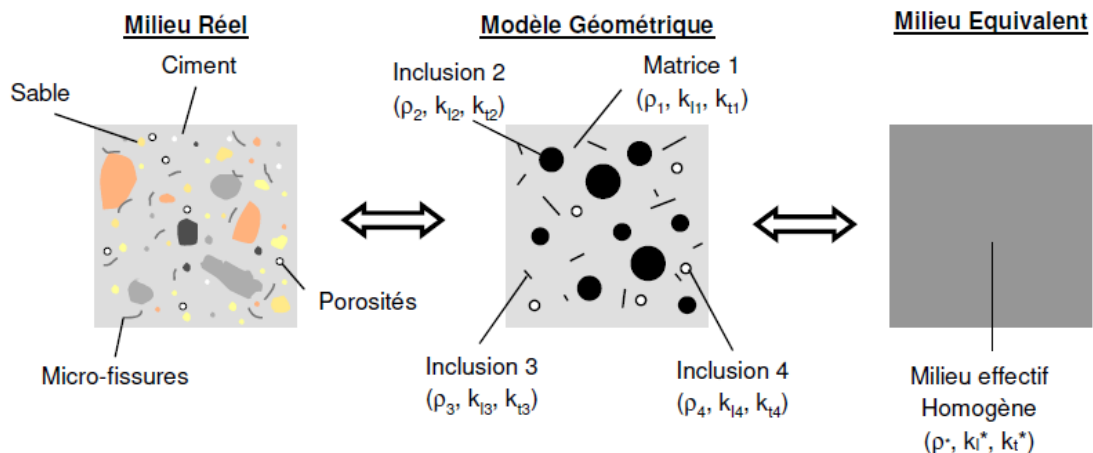 Milieu Réel
Ciment
Sable
Porosités
Micro-fissures
Modèle Géométrique
Inclusion 2
(ρ₂, kₗ₂, kₜ₂)
Matrice 1
(ρ₁, kₗ₁, kₜ₁)
Inclusion 3
(ρ₃, kₗ₃, kₜ₃)
Inclusion 4
(ρ₄, kₗ₄, kₜ₄)
Milieu Equivalent
Milieu effectif
Homogène
(ρ*, kₗ*, kₜ*)